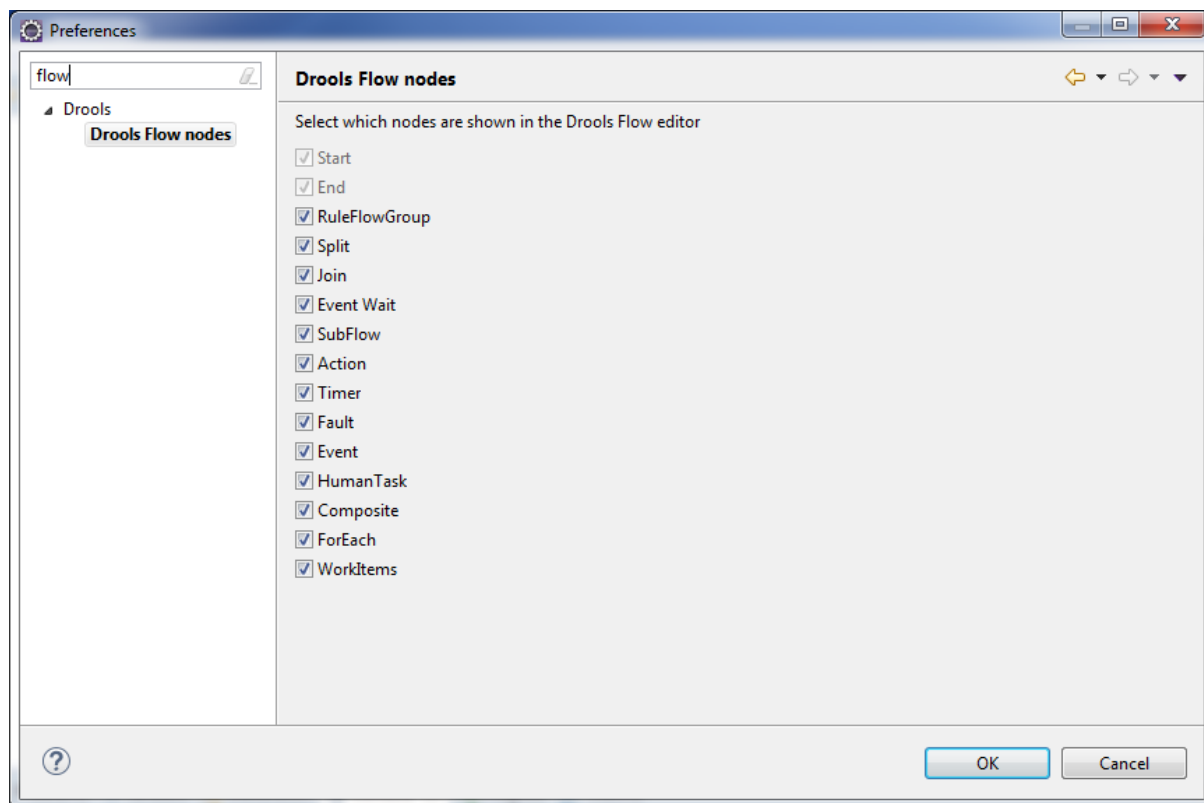 Preferences
flow
Drools
Drools Flow nodes
Drools Flow nodes
Select which nodes are shown in the Drools Flow editor
Start
End
RuleFlowGroup
Split
Join
Event Wait
SubFlow
Action
Timer
Fault
Event
HumanTask
Composite
ForEach
WorkItems
?
OK
Cancel